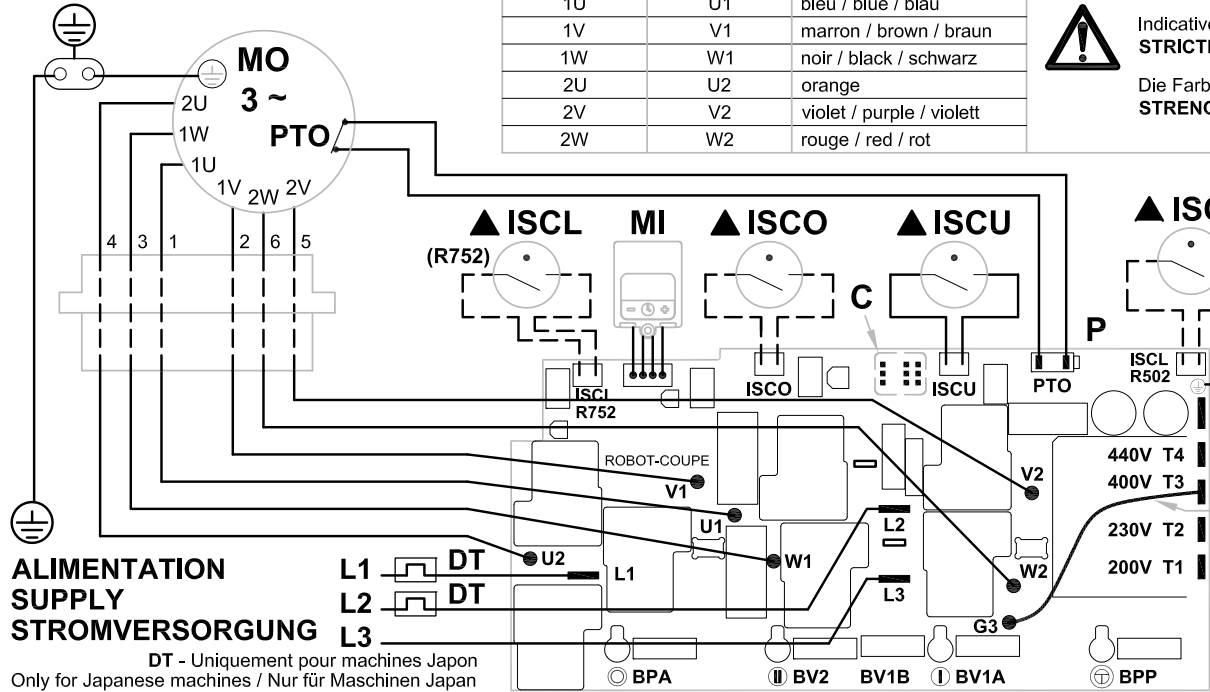 1U U1 bleu / blue / blau
1V V1 marron / brown / braun
1W W1 noir / black / schwarz
2U U2 orange
2V V2 violet / purple / violett
2W W2 rouge / red / rot
STRICT
Die Farb
MO
3 ~
PTO
2U
1W
1U
1V
2W
2V
4 3 1 2 6 5
▲ ISCL
(R752)
MI
▲ ISCO
▲ ISCU
C
P
ISCL
R752
ISCO
ISCU
PTO
ISCL
R502
ROBOT-COUPE
V1
U1
U2
W1
L1
L2
L3
V2
W2
G3
440V T4
400V T3
230V T2
200V T1
ALIMENTATION
SUPPLY
STROMVERSORGUNG
L1 DT
L2 DT
L3
DT - Uniquement pour machines Japon
Only for Japanese machines / Nur für Maschinen Japan
BPA
BV2
BV1B
BV1A
BPP